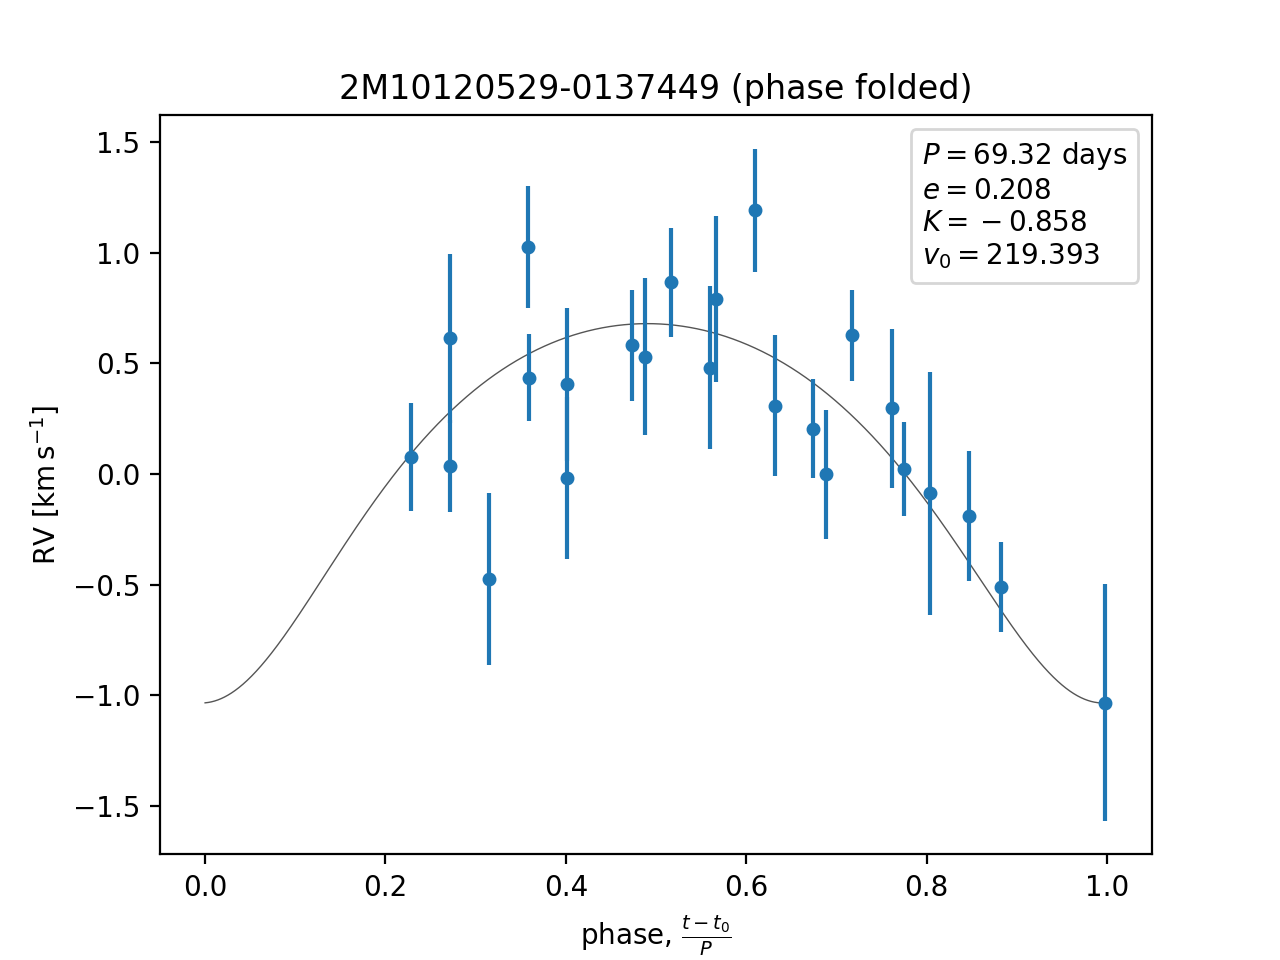 2M10120529-0137449 (phase folded)
P = 69.32 days
e = 0.208
K = −0.858
v₀ = 219.393
RV [km s⁻¹]
1.5
1.0
0.5
0.0
−0.5
−1.0
−1.5
0.0 0.2 0.4 0.6 0.8 1.0
phase, (t − t₀)/P